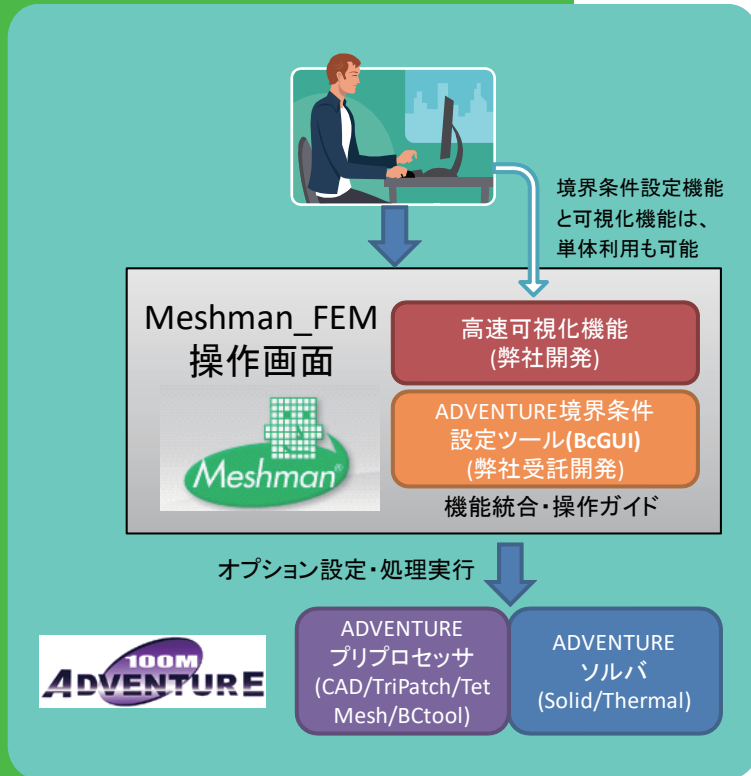 境界条件設定機能
と可視化機能は、
単体利用も可能
Meshman_FEM
操作画面
Meshman®
高速可視化機能
(弊社開発)
ADVENTURE境界条件
設定ツール(BcGUI)
(弊社受託開発)
機能統合・操作ガイド
オプション設定・処理実行
100M
ADVENTURE
ADVENTURE
プリプロセッサ
(CAD/TriPatch/Tet
Mesh/BCtool)
ADVENTURE
ソルバ
(Solid/Thermal)